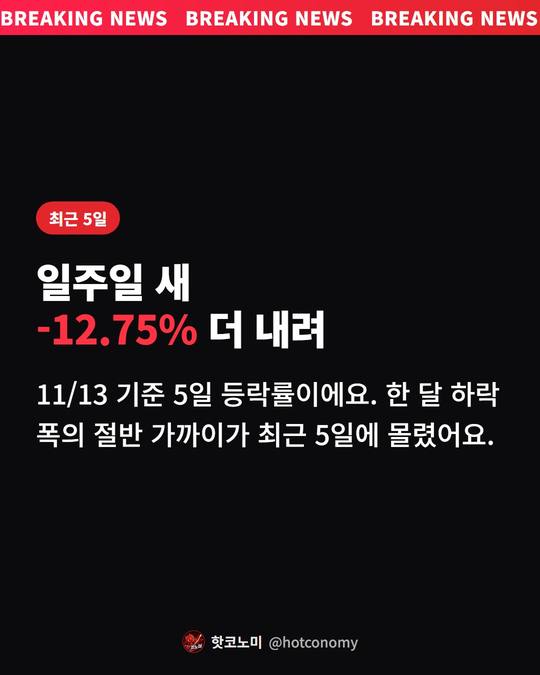 BREAKING NEWS BREAKING NEWS BREAKING NEWS
최근 5일
일주일 새
-12.75% 더 내려
11/13 기준 5일 등락률이에요. 한 달 하락
폭의 절반 가까이가 최근 5일에 몰렸어요.
핫코노미 @hotconomy